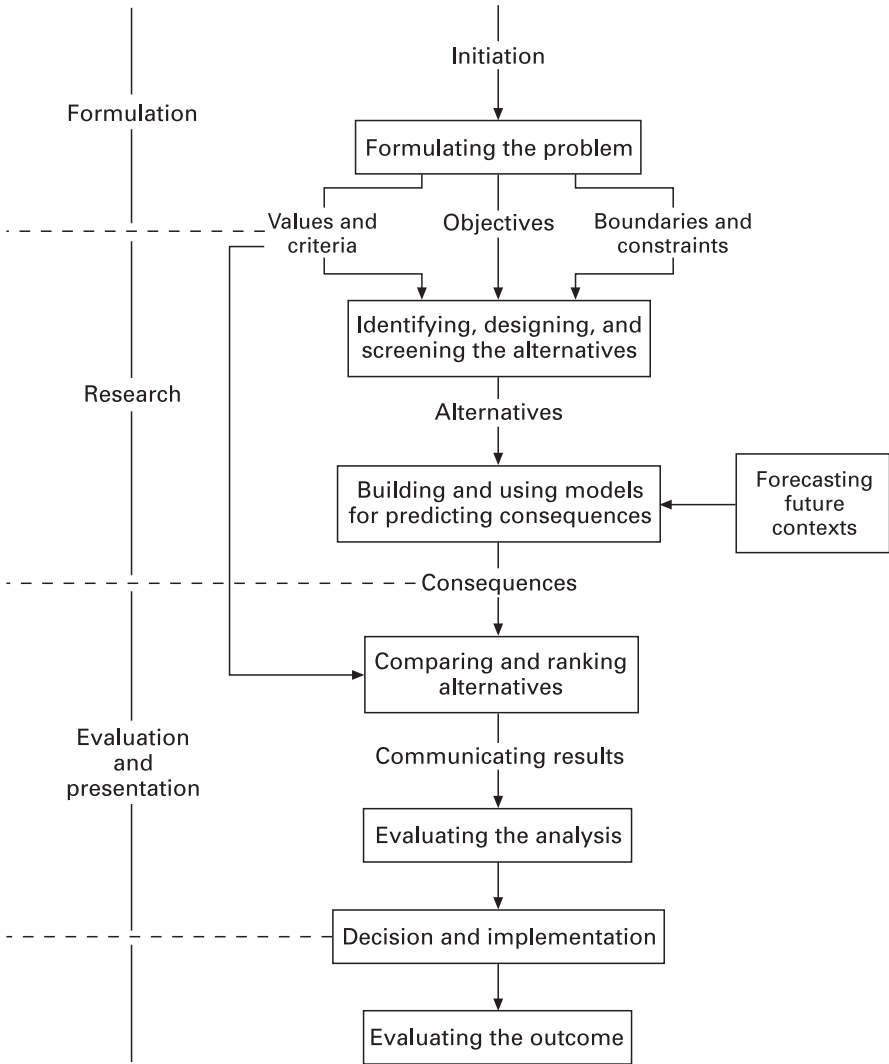 Initiation
Formulation
Formulating the problem
Values and
criteria
Objectives
Boundaries and
constraints
Identifying, designing, and
screening the alternatives
Research
Alternatives
Building and using models
for predicting consequences
Forecasting
future
contexts
Consequences
Comparing and ranking
alternatives
Evaluation
and
presentation
Communicating results
Evaluating the analysis
Decision and implementation
Evaluating the outcome